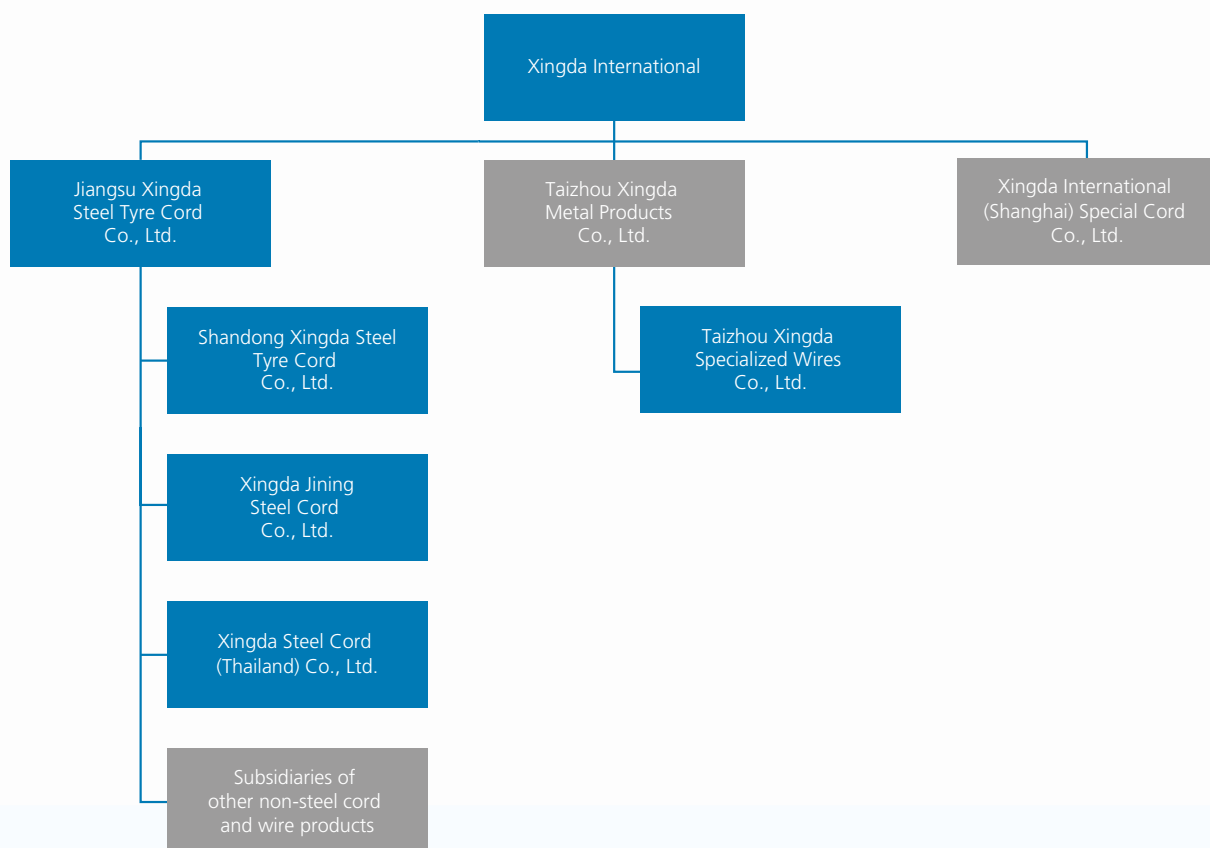 Xingda International
Jiangsu Xingda
Steel Tyre Cord
Co., Ltd.
Taizhou Xingda
Metal Products
Co., Ltd.
Xingda International
(Shanghai) Special Cord
Co., Ltd.
Shandong Xingda Steel
Tyre Cord
Co., Ltd.
Taizhou Xingda
Specialized Wires
Co., Ltd.
Xingda Jining
Steel Cord
Co., Ltd.
Xingda Steel Cord
(Thailand) Co., Ltd.
Subsidiaries of
other non-steel cord
and wire products